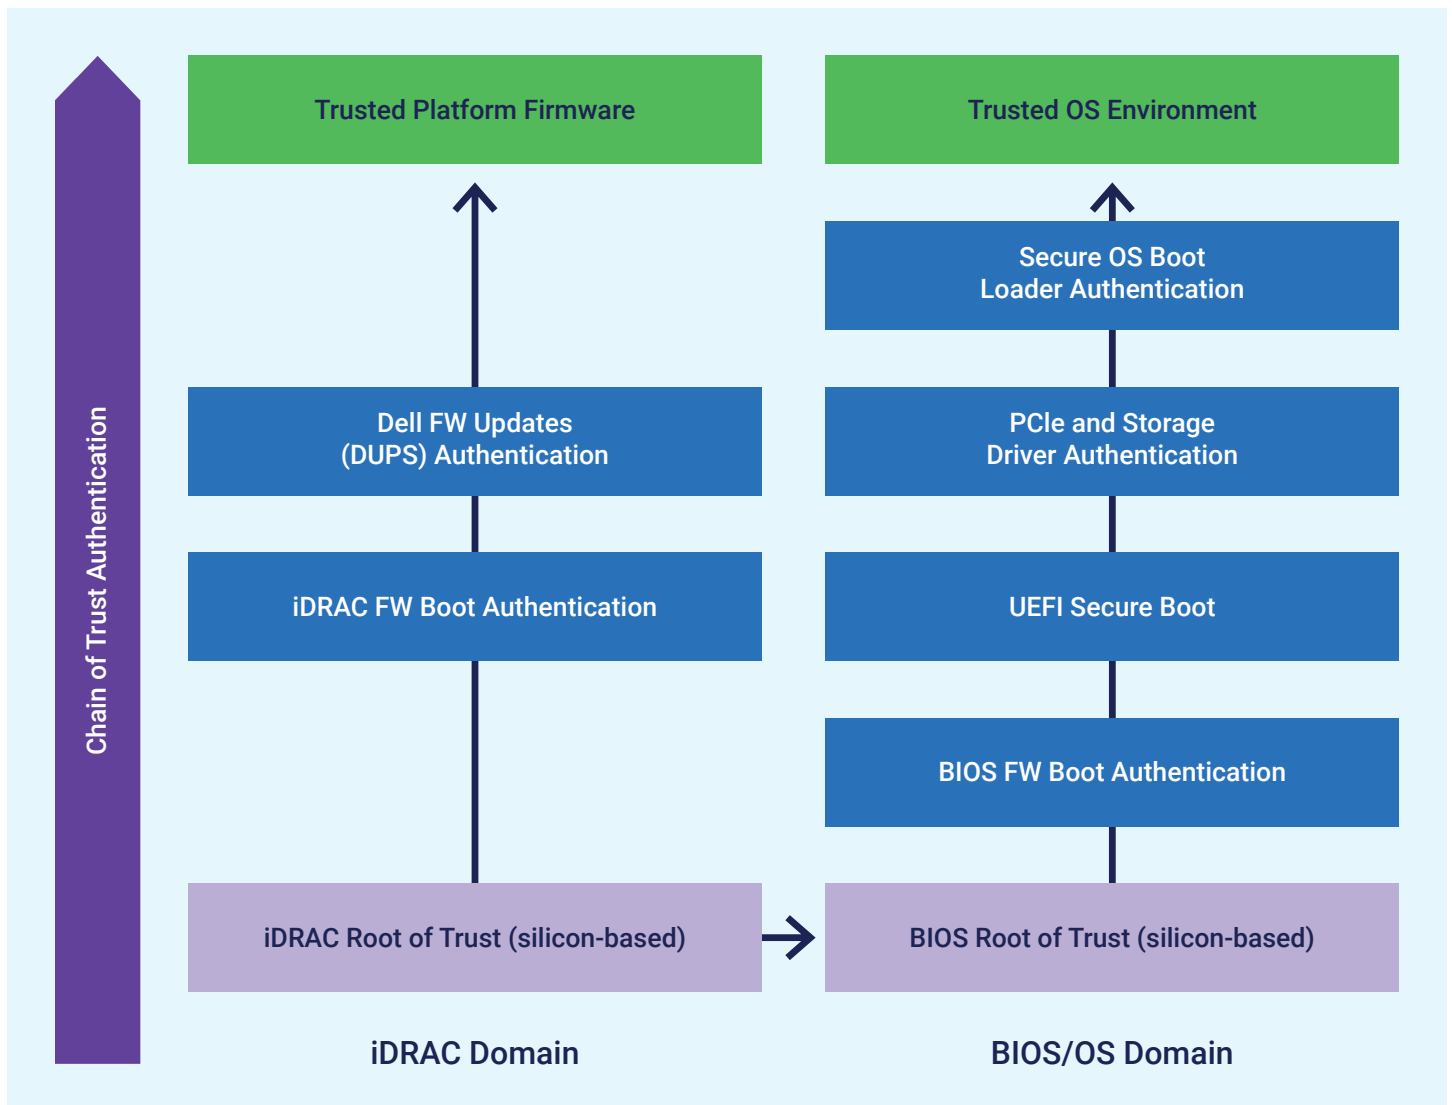 Trusted Platform Firmware
Trusted OS Environment
Secure OS Boot
Loader Authentication
Dell FW Updates
(DUPS) Authentication
PCIe and Storage
Driver Authentication
iDRAC FW Boot Authentication
UEFI Secure Boot
BIOS FW Boot Authentication
iDRAC Root of Trust (silicon-based)
BIOS Root of Trust (silicon-based)
iDRAC Domain
BIOS/OS Domain
Chain of Trust Authentication